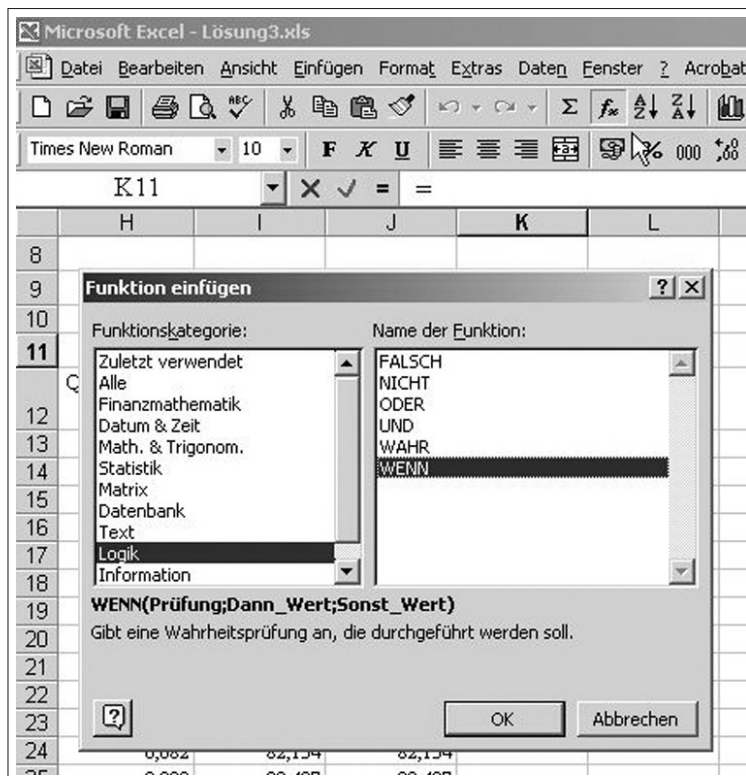 Microsoft Excel - Lösung3.xls
Datei Bearbeiten Ansicht Einfügen Format Extras Daten Fenster ? Acrobat
ABC Σ fx A Z Z A
Times New Roman 10 F K U 000
K11 = =
H I J K L
8
9
10
11
12
13
14
15
16
17
18
19
20
21
22
23
24
25
Funktion einfügen
Funktionskategorie: Name der Funktion:
Zuletzt verwendet FALSCH
Alle NICHT
Finanzmathematik ODER
Datum & Zeit UND
Math. & Trigonom. WAHR
Statistik WENN
Matrix
Datenbank
Text
Logik
Information
WENN(Prüfung;Dann_Wert;Sonst_Wert)
Gibt eine Wahrheitsprüfung an, die durchgeführt werden soll.
OK Abbrechen
0,082 82,154 82,154